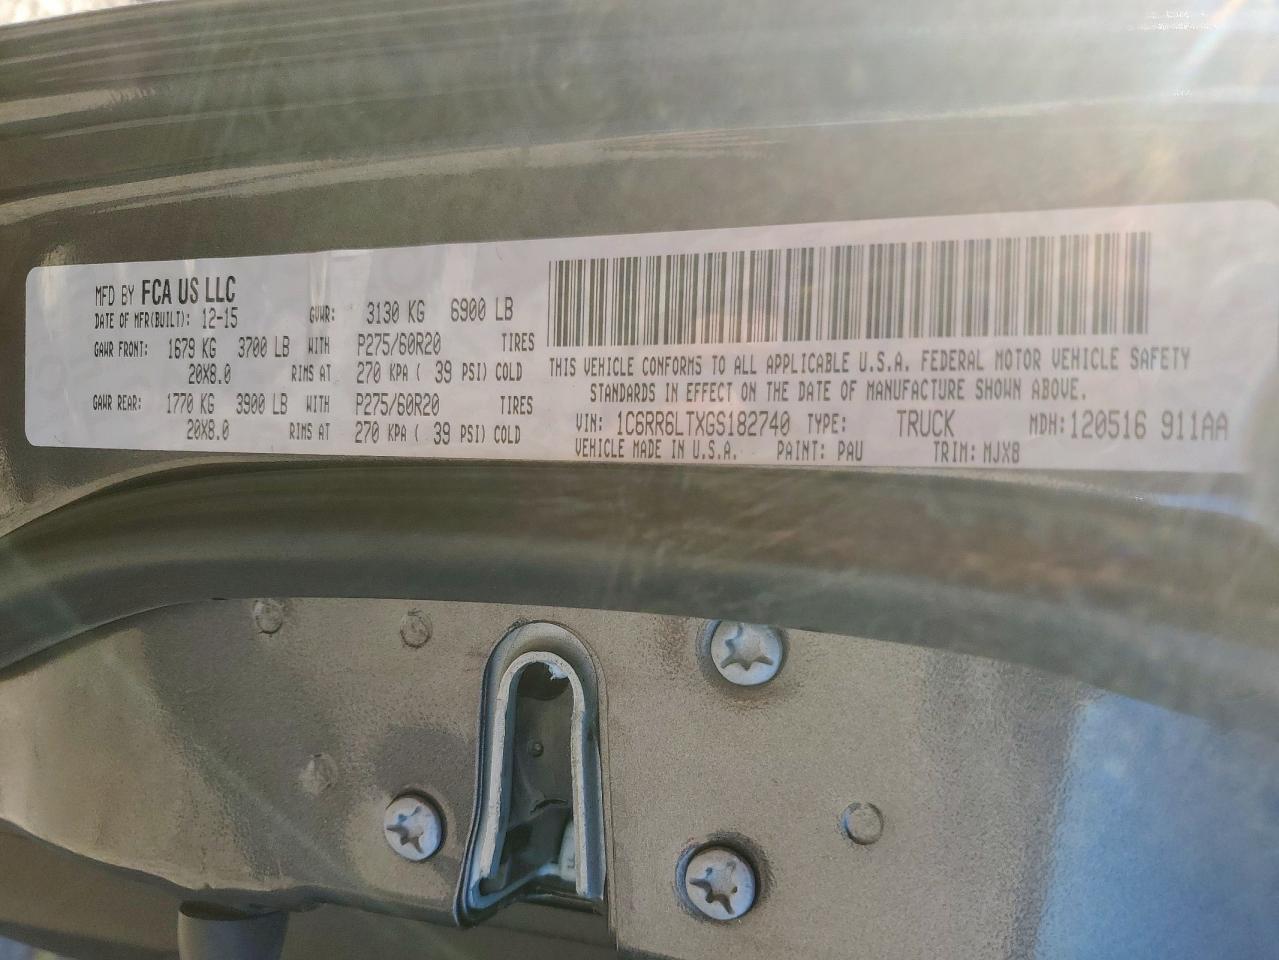 MFD BY FCA US LLC
DATE OF MFR(BUILT): 12-15 GVWR: 3130 KG 6900 LB
GAWR FRONT: 1679 KG 3700 LB WITH P275/60R20 TIRES
20X8.0 RIMS AT 270 KPA ( 39 PSI) COLD
GAWR REAR: 1770 KG 3900 LB WITH P275/60R20 TIRES
20X8.0 RIMS AT 270 KPA ( 39 PSI) COLD
THIS VEHICLE CONFORMS TO ALL APPLICABLE U.S.A. FEDERAL MOTOR VEHICLE SAFETY
STANDARDS IN EFFECT ON THE DATE OF MANUFACTURE SHOWN ABOVE.
VIN: 1C6RR6LTXGS182740 TYPE: TRUCK MDH: 120516 911AA
VEHICLE MADE IN U.S.A. PAINT: PAU TRIM: MJX8